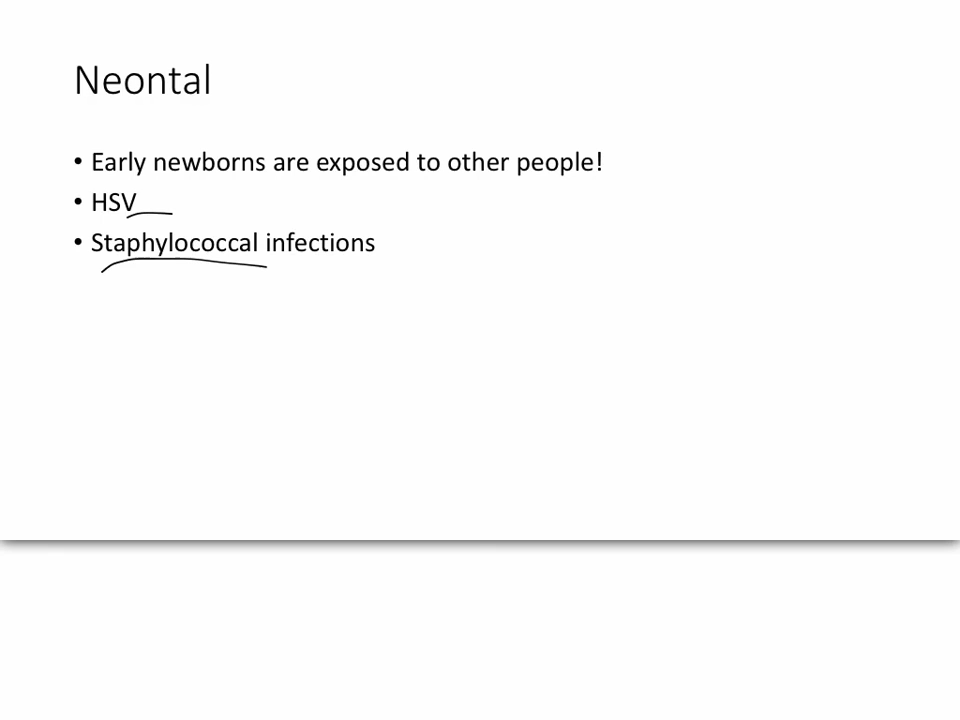 Neontal
• Early newborns are exposed to other people!
• HSV
• Staphylococcal infections